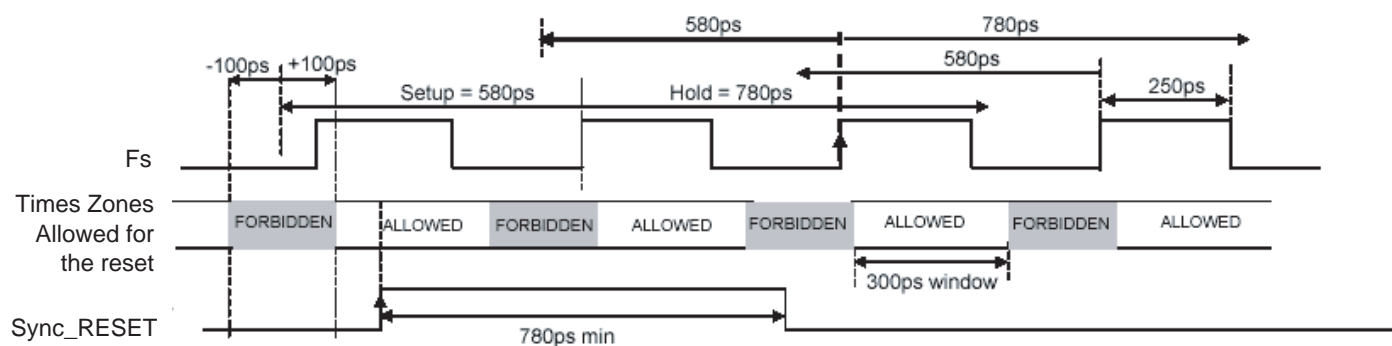 580ps
780ps
-100ps
+100ps
580ps
Setup = 580ps
Hold = 780ps
250ps
Fs
Times Zones
Allowed for
the reset
FORBIDDEN
ALLOWED
FORBIDDEN
ALLOWED
FORBIDDEN
ALLOWED
FORBIDDEN
ALLOWED
300ps window
Sync_RESET
780ps min